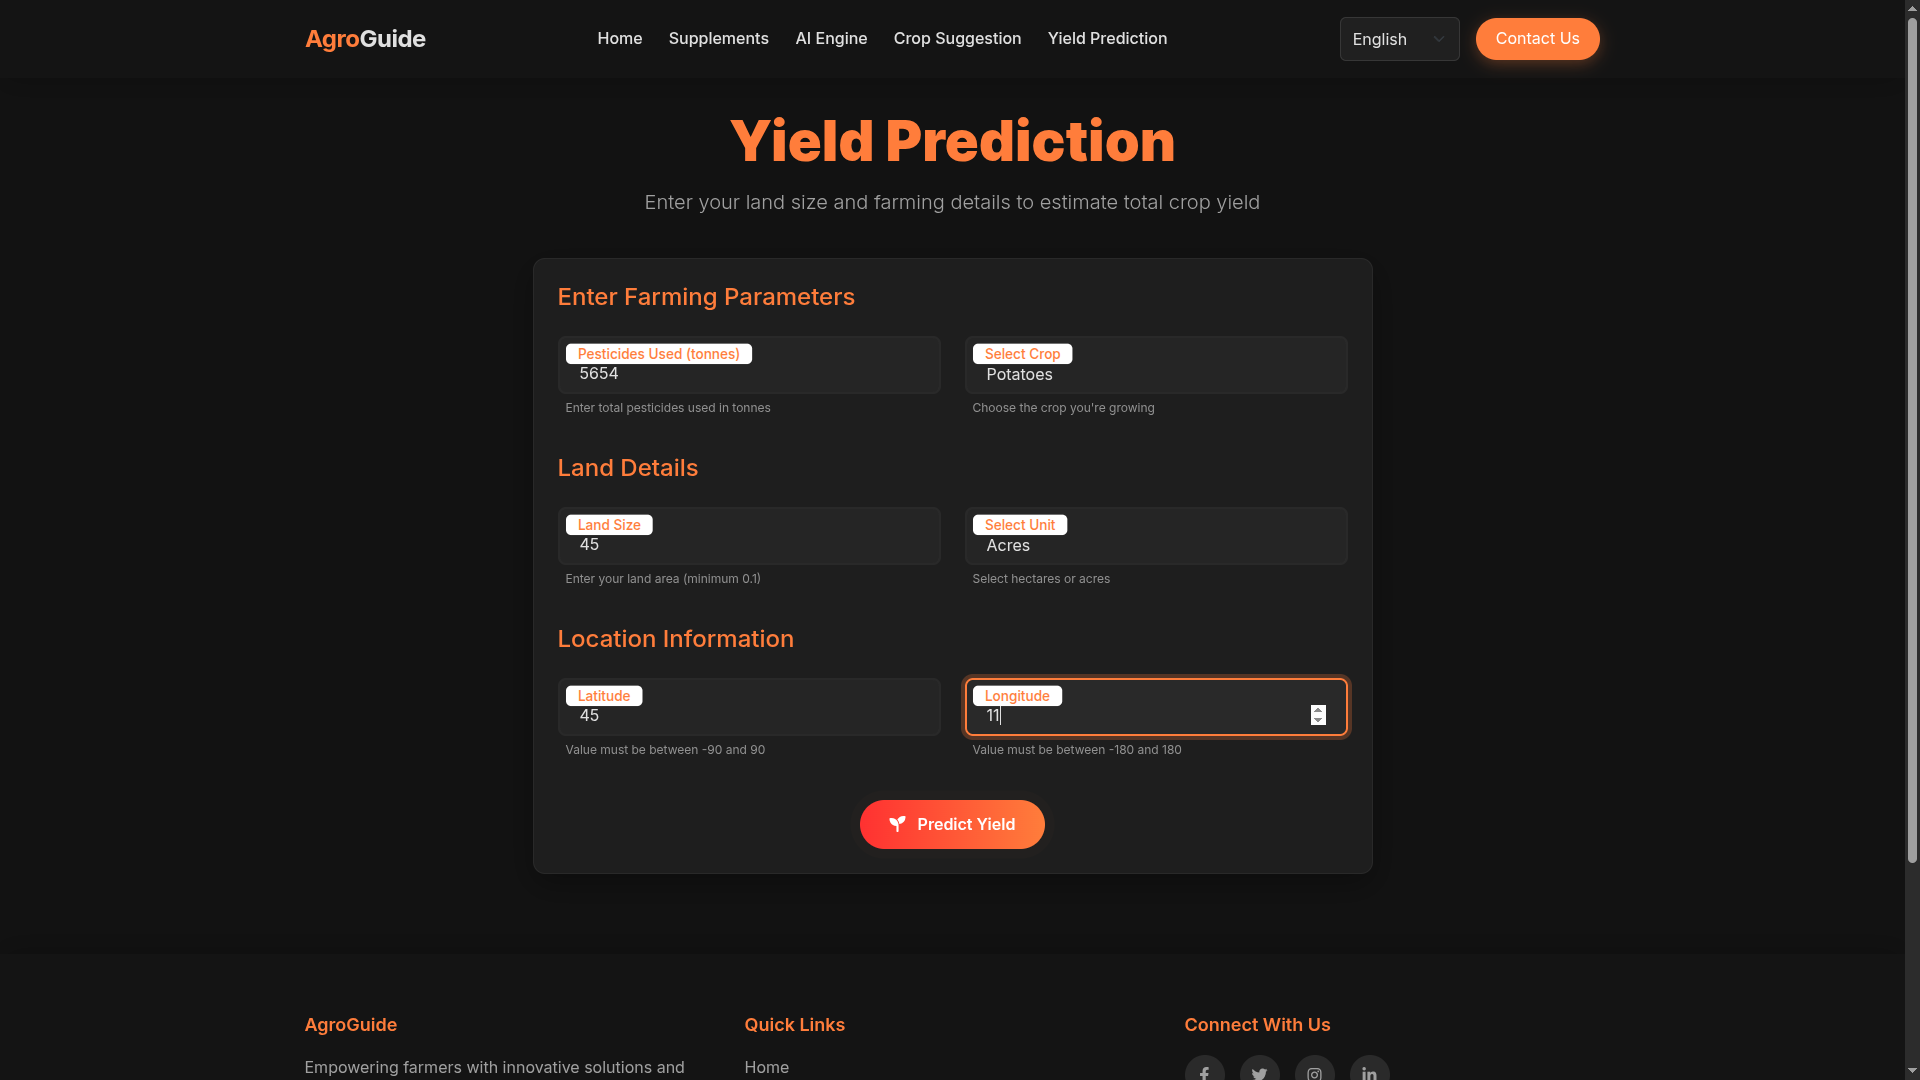 AgroGuide
Home Supplements AI Engine Crop Suggestion Yield Prediction
English
Contact Us
Yield Prediction
Enter your land size and farming details to estimate total crop yield
Enter Farming Parameters
Pesticides Used (tonnes)
5654
Enter total pesticides used in tonnes
Select Crop
Potatoes
Choose the crop you're growing
Land Details
Land Size
45
Enter your land area (minimum 0.1)
Select Unit
Acres
Select hectares or acres
Location Information
Latitude
45
Value must be between -90 and 90
Longitude
11
Value must be between -180 and 180
Predict Yield
AgroGuide
Empowering farmers with innovative solutions and
Quick Links
Home
Connect With Us